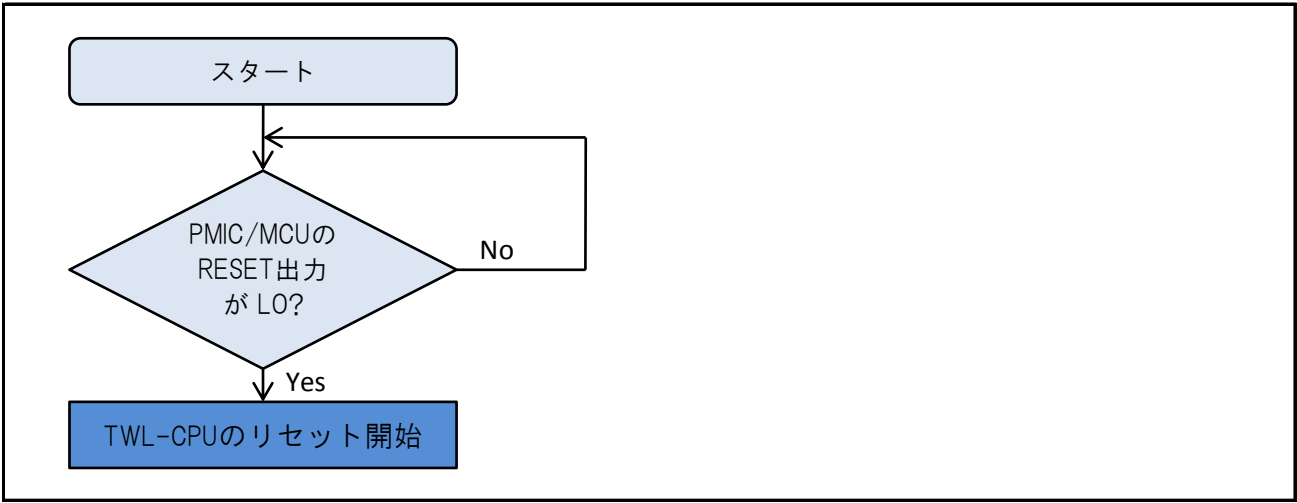 スタート
PMIC/MCUの
RESET出力
が LO?
No
Yes
TWL-CPUのリセット開始